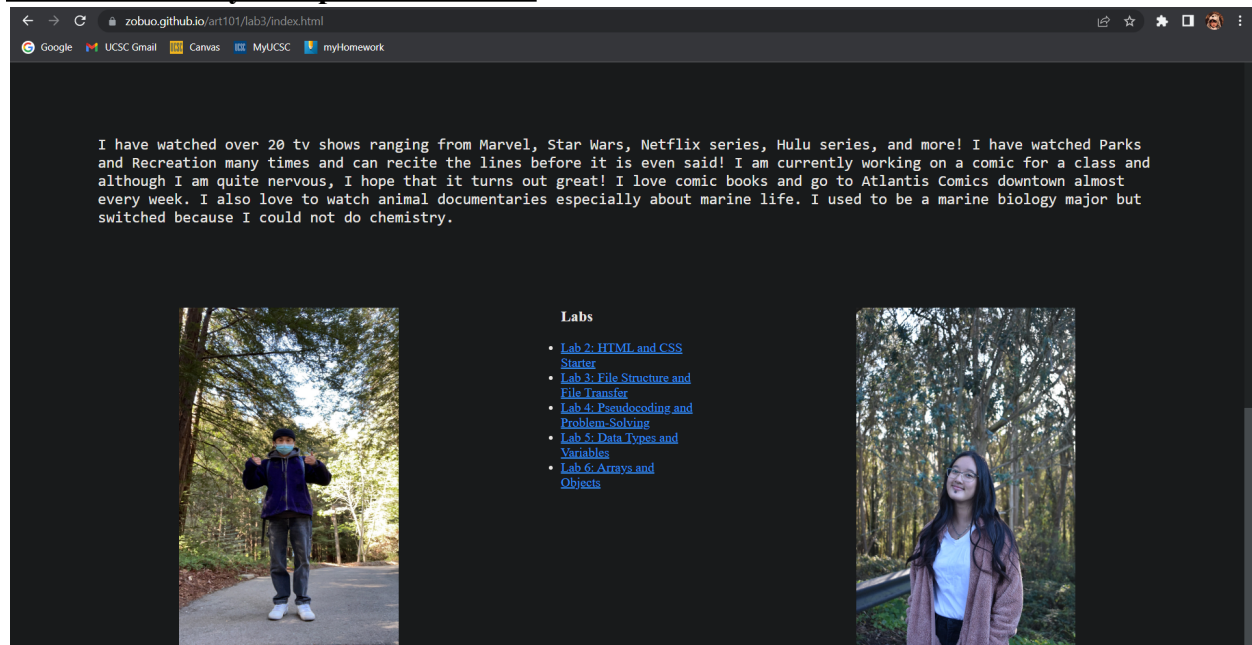 zobuo.github.io/art101/lab3/index.html
Google UCSC Gmail Canvas MyUCSC myHomework
I have watched over 20 tv shows ranging from Marvel, Star Wars, Netflix series, Hulu series, and more! I have watched Parks
and Recreation many times and can recite the lines before it is even said! I am currently working on a comic for a class and
although I am quite nervous, I hope that it turns out great! I love comic books and go to Atlantis Comics downtown almost
every week. I also love to watch animal documentaries especially about marine life. I used to be a marine biology major but
switched because I could not do chemistry.
Labs
Lab 2: HTML and CSS
Starter
Lab 3: File Structure and
File Transfer
Lab 4: Pseudocoding and
Problem-Solving
Lab 5: Data Types and
Variables
Lab 6: Arrays and
Objects